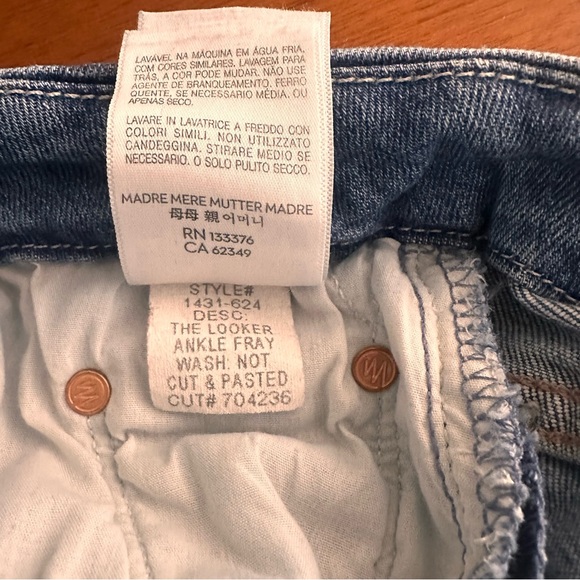 LAVÁVEL NA MÁQUINA EM ÁGUA FRIA,
COM CORES SIMILARES. LAVAGEM PARA
TRÁS, A COR PODE MUDAR. NÃO USE
AGENTE DE BRANQUEAMENTO. FERRO
QUENTE, SE NECESSÁRIO MÉDIA. OU
APENAS SECO.
LAVARE IN LAVATRICE A FREDDO CON
COLORI SIMILI. NON UTILIZZATO
CANDEGGINA. STIRARE MEDIO SE
NECESSARIO. O SOLO PULITO SECCO.
MADRE MERE MUTTER MADRE
母母 親 어머니
RN 133376
CA 62349
STYLE#
1431-624
DESC:
THE LOOKER
ANKLE FRAY
WASH: NOT
CUT & PASTED
CUT# 704236